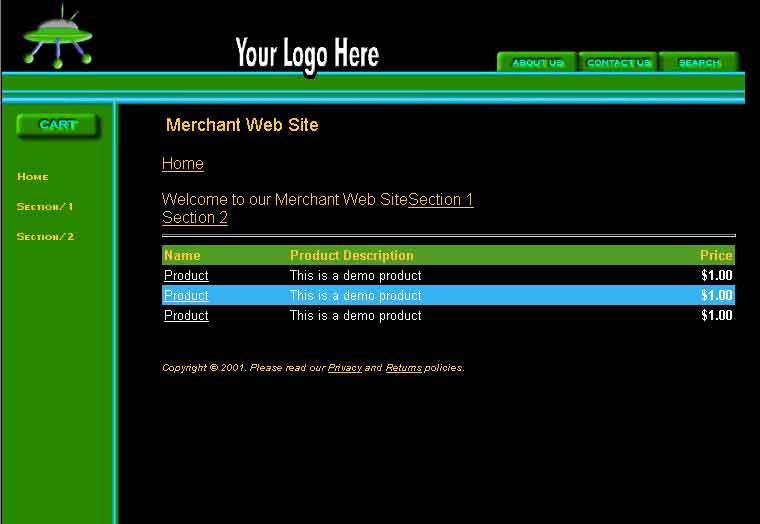 Your Logo Here
ABOUT US CONTACT US SEARCH
CART
Home
Section/1
Section/2
Merchant Web Site
Home
Welcome to our Merchant Web SiteSection 1
Section 2
Name Product Description Price
Product This is a demo product $1.00
Product This is a demo product $1.00
Product This is a demo product $1.00
Copyright © 2001. Please read our Privacy and Returns policies.